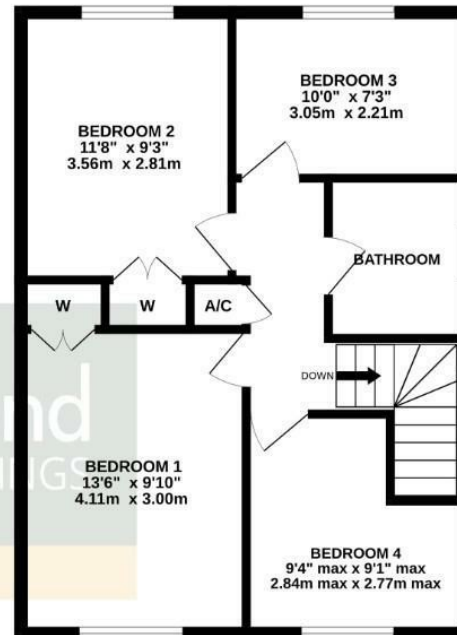 BEDROOM 3
10'0" x 7'3"
3.05m x 2.21m
BEDROOM 2
11'8" x 9'3"
3.56m x 2.81m
BATHROOM
W
W
A/C
DOWN
BEDROOM 1
13'6" x 9'10"
4.11m x 3.00m
BEDROOM 4
9'4" max x 9'1" max
2.84m max x 2.77m max